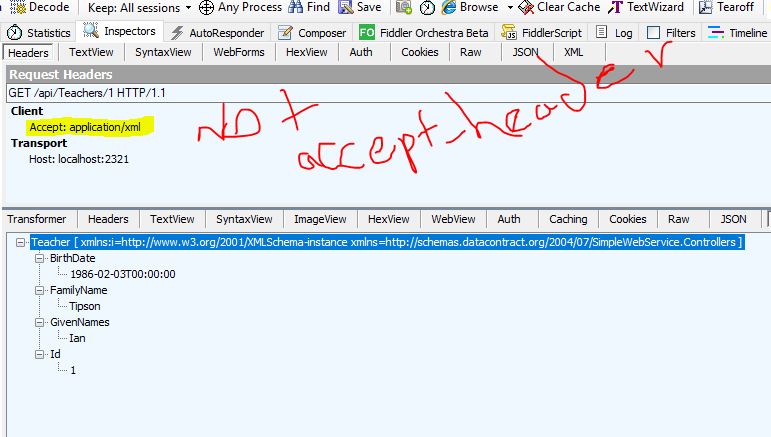 Decode Keep: All sessions Any Process Find Save Browse Clear Cache TextWizard Tearoff
Statistics Inspectors AutoResponder Composer FO Fiddler Orchestra Beta FiddlerScript Log Filters Timeline
Headers TextView SyntaxView WebForms HexView Auth Cookies Raw JSON XML
Request Headers
GET /api/Teachers/1 HTTP/1.1
Client
Accept: application/xml
Transport
Host: localhost:2321
Not
accept-header
Transformer Headers TextView SyntaxView ImageView HexView WebView Auth Caching Cookies Raw JSON
Teacher [ xmlns:i=http://www.w3.org/2001/XMLSchema-instance xmlns=http://schemas.datacontract.org/2004/07/SimpleWebService.Controllers ]
BirthDate
1986-02-03T00:00:00
FamilyName
Tipson
GivenNames
Ian
Id
1